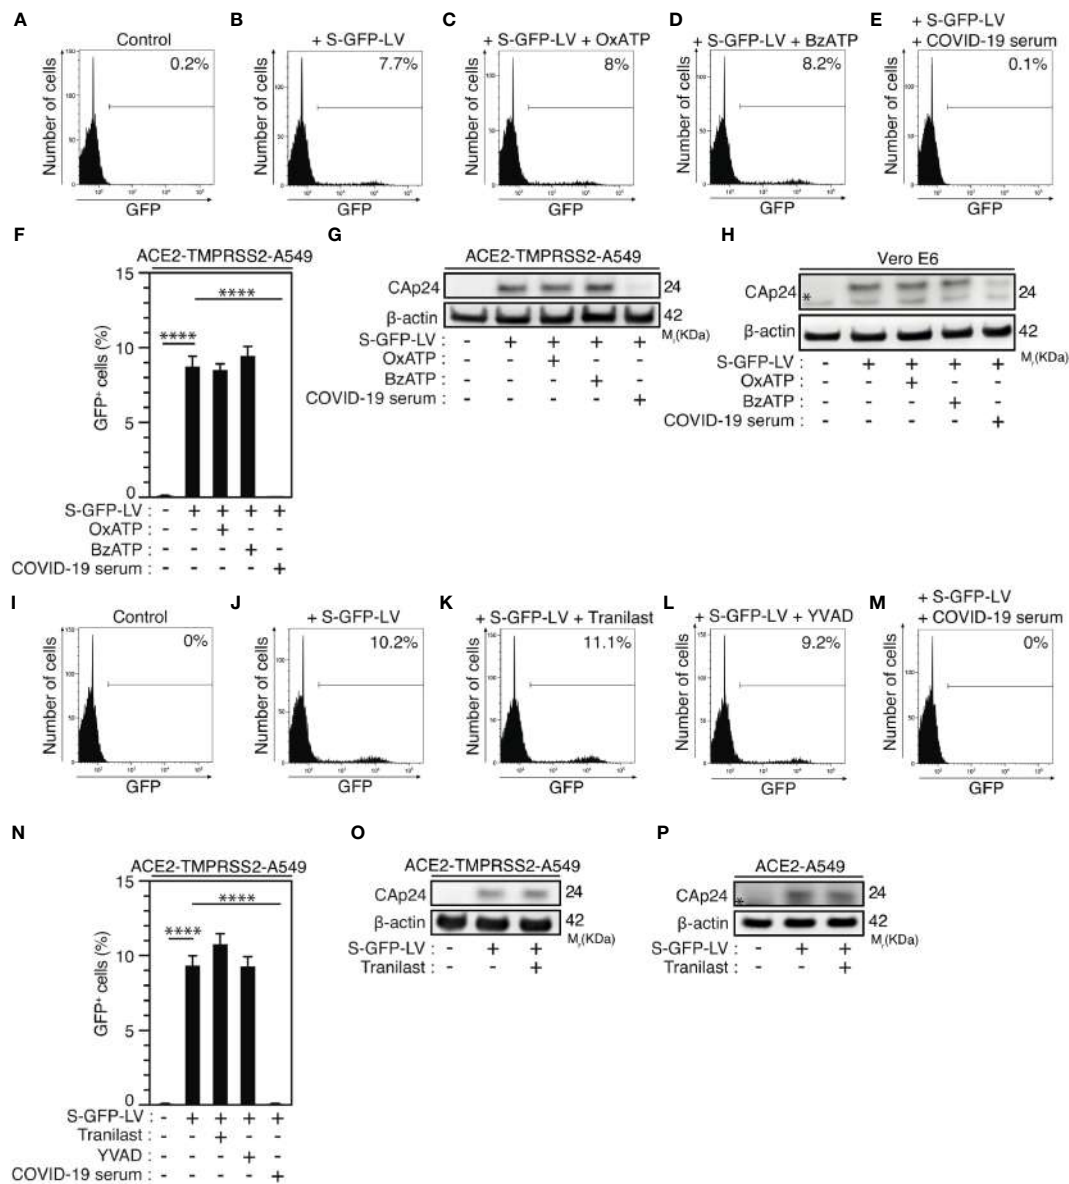 A
B
C
D
E
Control
+ S-GFP-LV
+ S-GFP-LV + OxATP
+ S-GFP-LV + BzATP
+ S-GFP-LV
+ COVID-19 serum
0.2%
7.7%
8%
8.2%
0.1%
Number of cells
Number of cells
Number of cells
Number of cells
Number of cells
GFP
GFP
GFP
GFP
GFP
F
ACE2-TMPRSS2-A549
15
10
5
0
GFP+ cells (%)
****
****
S-GFP-LV : - + + + +
OxATP : - - + - -
BzATP : - - - + -
COVID-19 serum : - - - - +
G
ACE2-TMPRSS2-A549
CAp24
24
β-actin
42
Mr(KDa)
S-GFP-LV : - + + + +
OxATP : - - + - -
BzATP : - - - + -
COVID-19 serum : - - - - +
H
Vero E6
CAp24
*
24
β-actin
42
Mr(KDa)
S-GFP-LV : - + + + +
OxATP : - - + - -
BzATP : - - - + -
COVID-19 serum : - - - - +
I
J
K
L
M
Control
+ S-GFP-LV
+ S-GFP-LV + Tranilast
+ S-GFP-LV + YVAD
+ S-GFP-LV
+ COVID-19 serum
0%
10.2%
11.1%
9.2%
0%
Number of cells
Number of cells
Number of cells
Number of cells
Number of cells
GFP
GFP
GFP
GFP
GFP
N
ACE2-TMPRSS2-A549
15
10
5
0
GFP+ cells (%)
****
****
S-GFP-LV : - + + + +
Tranilast : - - + - -
YVAD : - - - + -
COVID-19 serum : - - - - +
O
ACE2-TMPRSS2-A549
CAp24
24
β-actin
42
Mr(KDa)
S-GFP-LV : - + +
Tranilast : - - +
P
ACE2-A549
CAp24
*
24
β-actin
42
Mr(KDa)
S-GFP-LV : - + +
Tranilast : - - +